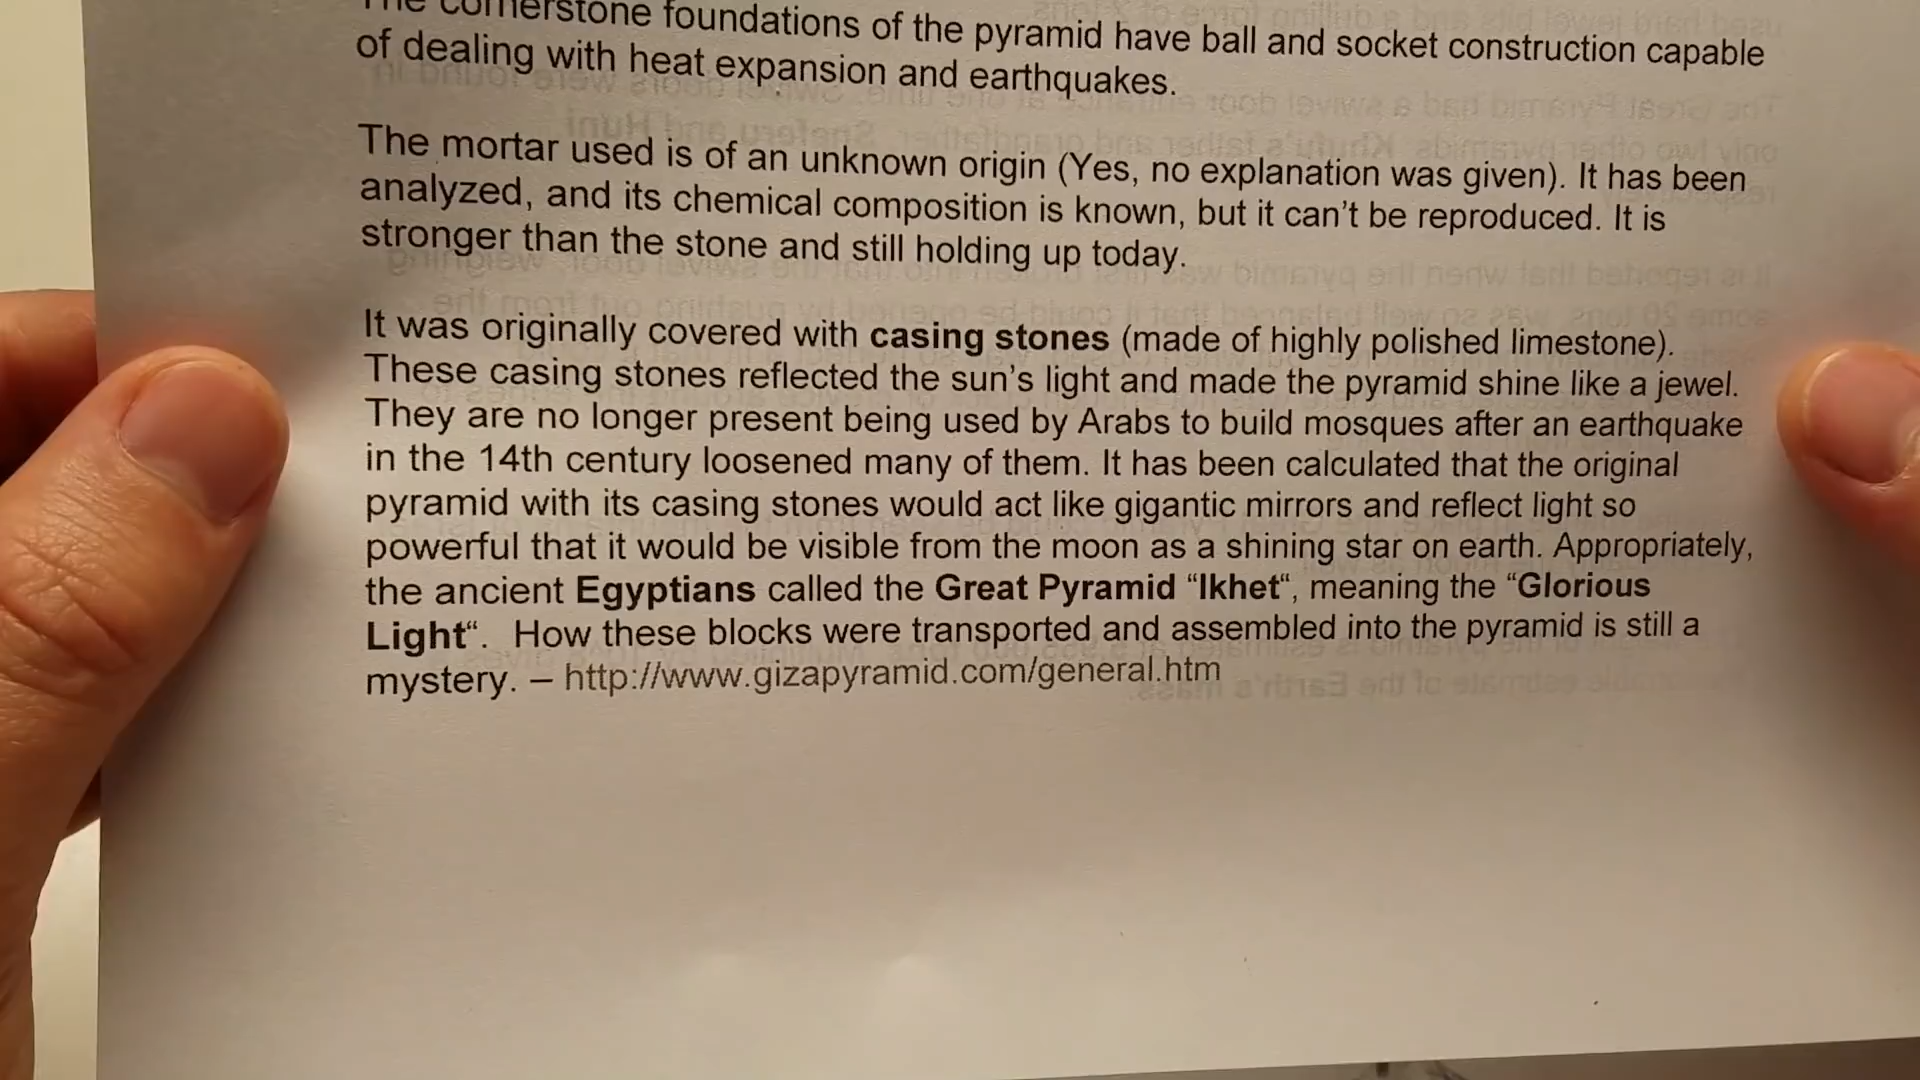 The cornerstone foundations of the pyramid have ball and socket construction capable
of dealing with heat expansion and earthquakes.
The mortar used is of an unknown origin (Yes, no explanation was given). It has been
analyzed, and its chemical composition is known, but it can’t be reproduced. It is
stronger than the stone and still holding up today.
It was originally covered with casing stones (made of highly polished limestone).
These casing stones reflected the sun’s light and made the pyramid shine like a jewel.
They are no longer present being used by Arabs to build mosques after an earthquake
in the 14th century loosened many of them. It has been calculated that the original
pyramid with its casing stones would act like gigantic mirrors and reflect light so
powerful that it would be visible from the moon as a shining star on earth. Appropriately,
the ancient Egyptians called the Great Pyramid “Ikhet“, meaning the “Glorious
Light“. How these blocks were transported and assembled into the pyramid is still a
mystery. – http://www.gizapyramid.com/general.htm